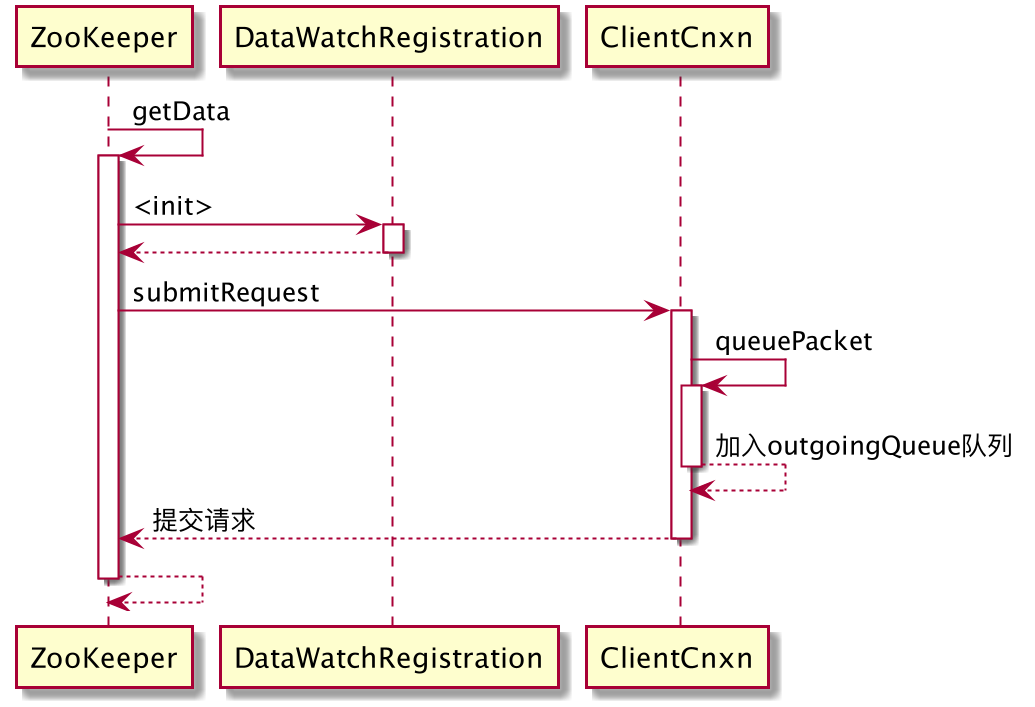 ZooKeeper
DataWatchRegistration
ClientCnxn
getData
<init>
submitRequest
queuePacket
加入outgoingQueue队列
提交请求
ZooKeeper
DataWatchRegistration
ClientCnxn